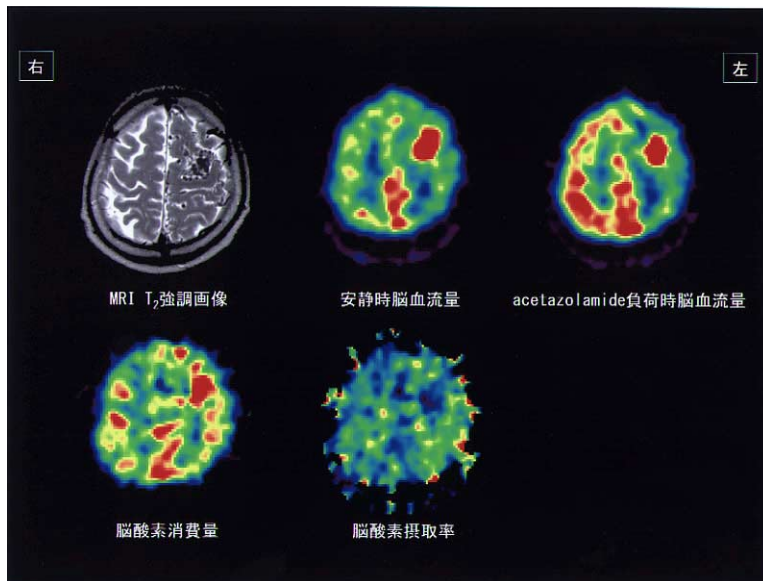 右
左
MRI T₂強調画像
安静時脳血流量
acetazolamide負荷時脳血流量
脳酸素消費量
脳酸素摂取率